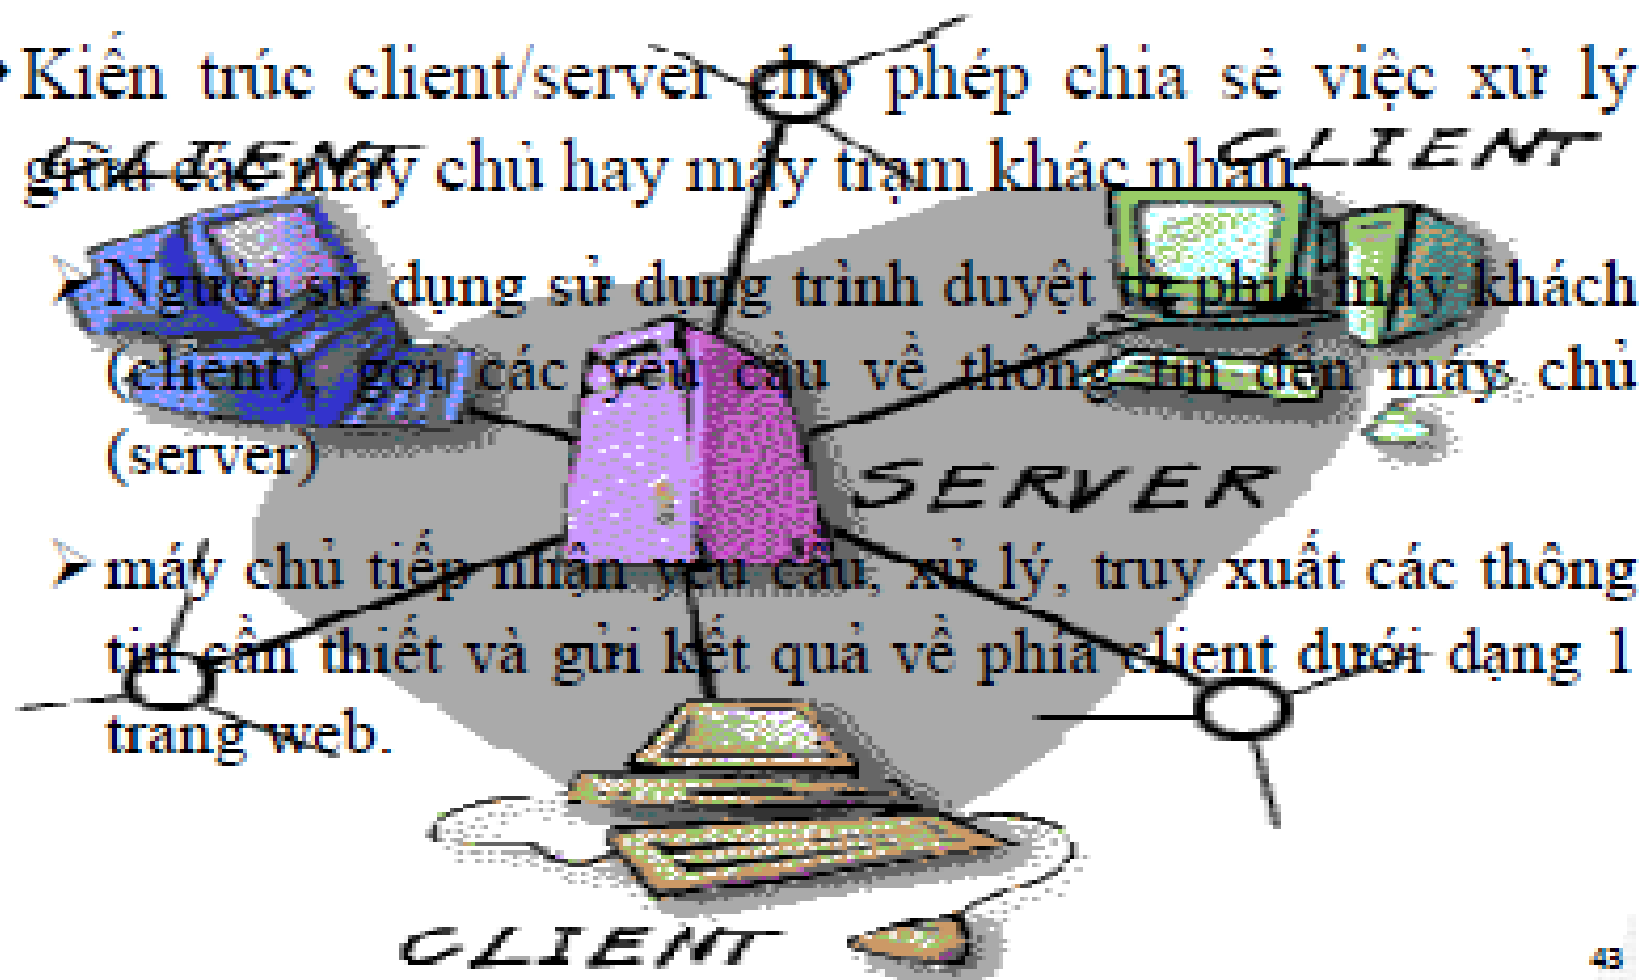 Kiến trúc client/server cho phép chia sẻ việc xử lý
giữa các máy chủ hay máy trạm khác nhau.
CLIENT
CLIENT
Người sử dụng sử dụng trình duyệt từ phía máy khách
(client) gọi các yêu cầu về thông tin đến máy chủ
(server)
SERVER
máy chủ tiếp nhận yêu cầu, xử lý, truy xuất các thông
tin cần thiết và gửi kết quả về phía client dưới dạng 1
trang web.
CLIENT
43